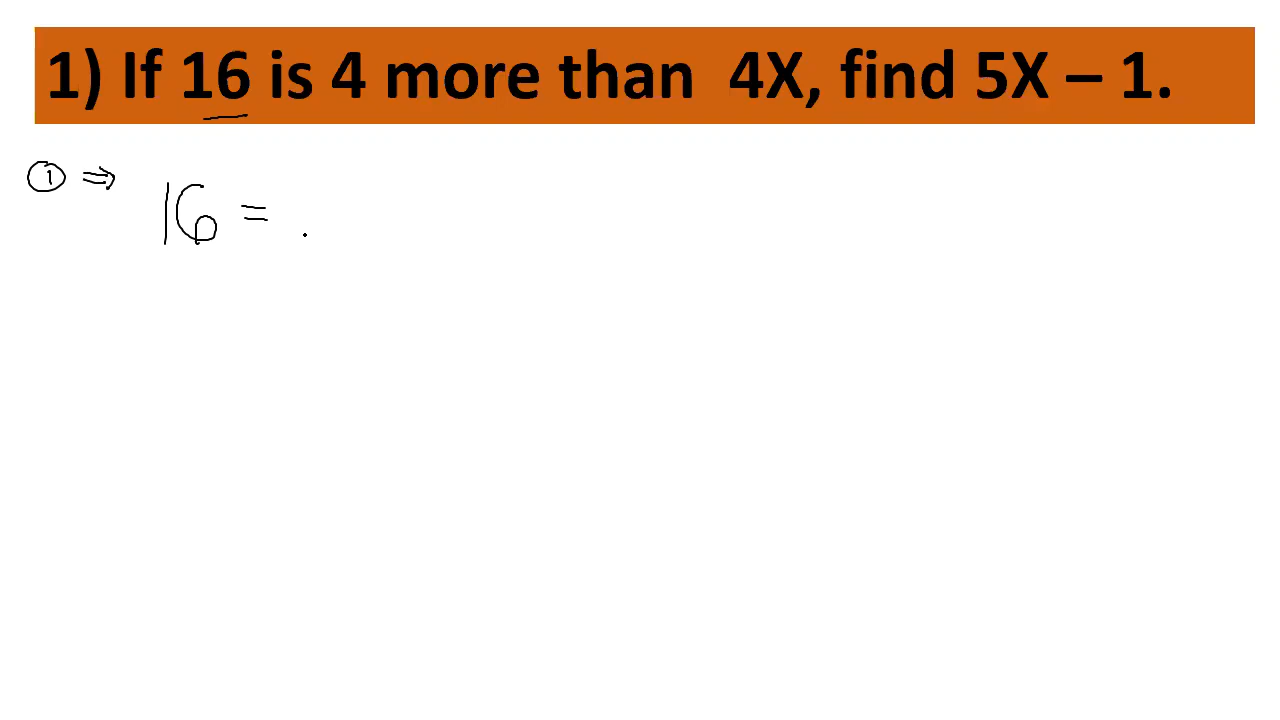 1) If 16 is 4 more than 4X, find 5X – 1.
① ⇒ 16 = .